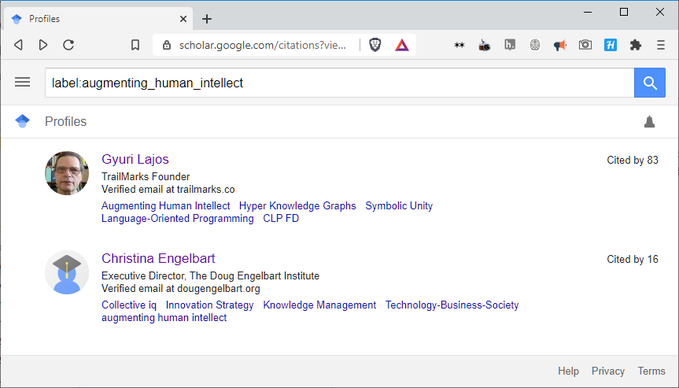 Profiles
scholar.google.com/citations?vie...
label:augmenting_human_intellect
Profiles
Gyuri Lajos
Cited by 83
TrailMarks Founder
Verified email at trailmarks.co
Augmenting Human Intellect Hyper Knowledge Graphs Symbolic Unity
Language-Oriented Programming CLP FD
Christina Engelbart
Cited by 16
Executive Director, The Doug Engelbart Institute
Verified email at dougengelbart.org
Collective iq Innovation Strategy Knowledge Management Technology-Business-Society
augmenting human intellect
Help Privacy Terms